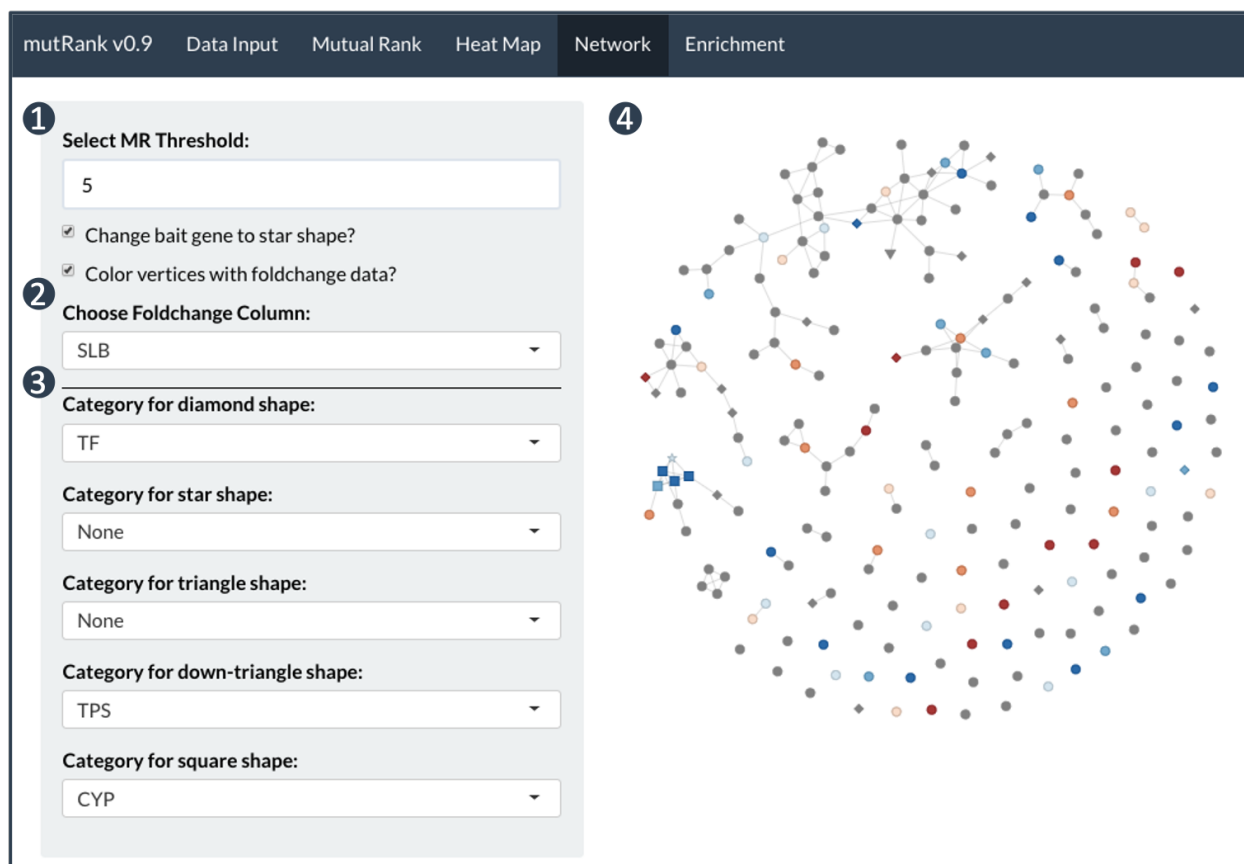 mutRank v0.9 Data Input Mutual Rank Heat Map Network Enrichment
1
Select MR Threshold:
5
Change bait gene to star shape?
Color vertices with foldchange data?
2
Choose Foldchange Column:
SLB
3
Category for diamond shape:
TF
Category for star shape:
None
Category for triangle shape:
None
Category for down-triangle shape:
TPS
Category for square shape:
CYP
4